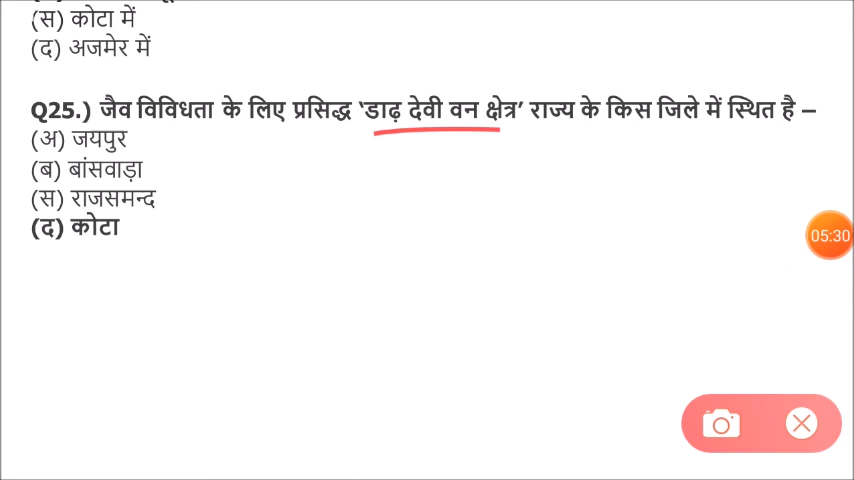 (स) कोटा में
(द) अजमेर में
Q25.) जैव विविधता के लिए प्रसिद्ध ‘डाढ़ देवी वन क्षेत्र’ राज्य के किस जिले में स्थित है –
(अ) जयपुर
(ब) बांसवाड़ा
(स) राजसमन्द
(द) कोटा
05:30